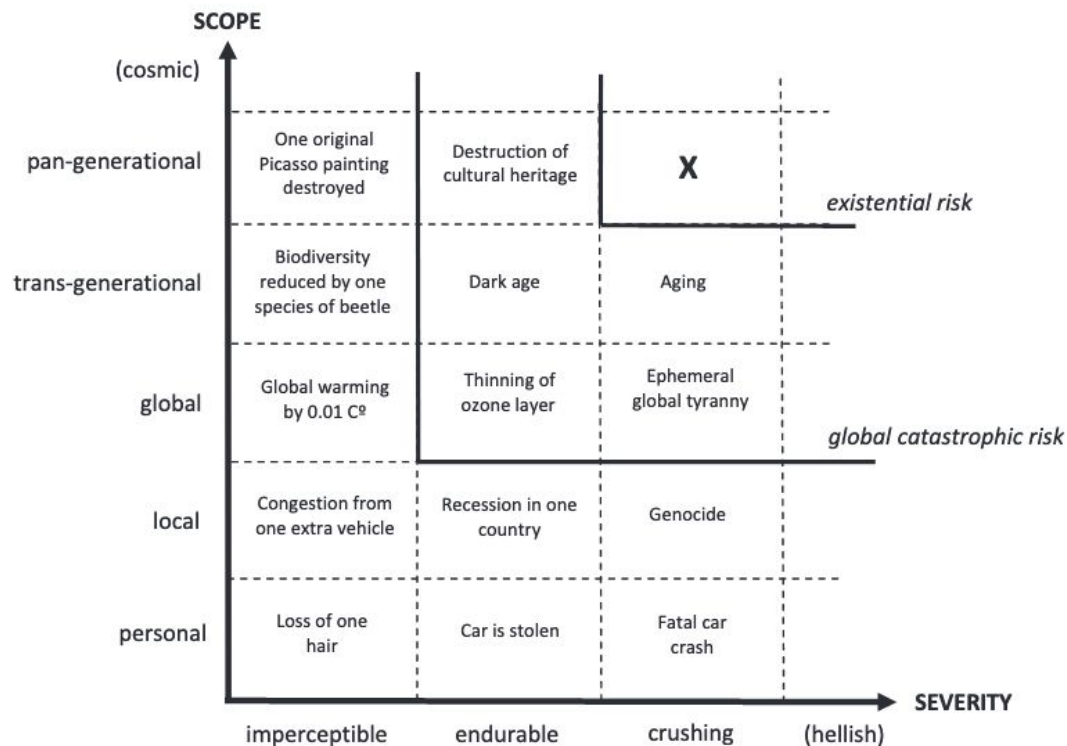 SCOPE
(cosmic)
pan-generational
One original
Picasso painting
destroyed
Destruction of
cultural heritage
X
existential risk
trans-generational
Biodiversity
reduced by one
species of beetle
Dark age
Aging
global
Global warming
by 0.01 Cº
Thinning of
ozone layer
Ephemeral
global tyranny
global catastrophic risk
local
Congestion from
one extra vehicle
Recession in one
country
Genocide
personal
Loss of one
hair
Car is stolen
Fatal car
crash
SEVERITY
imperceptible
endurable
crushing
(hellish)